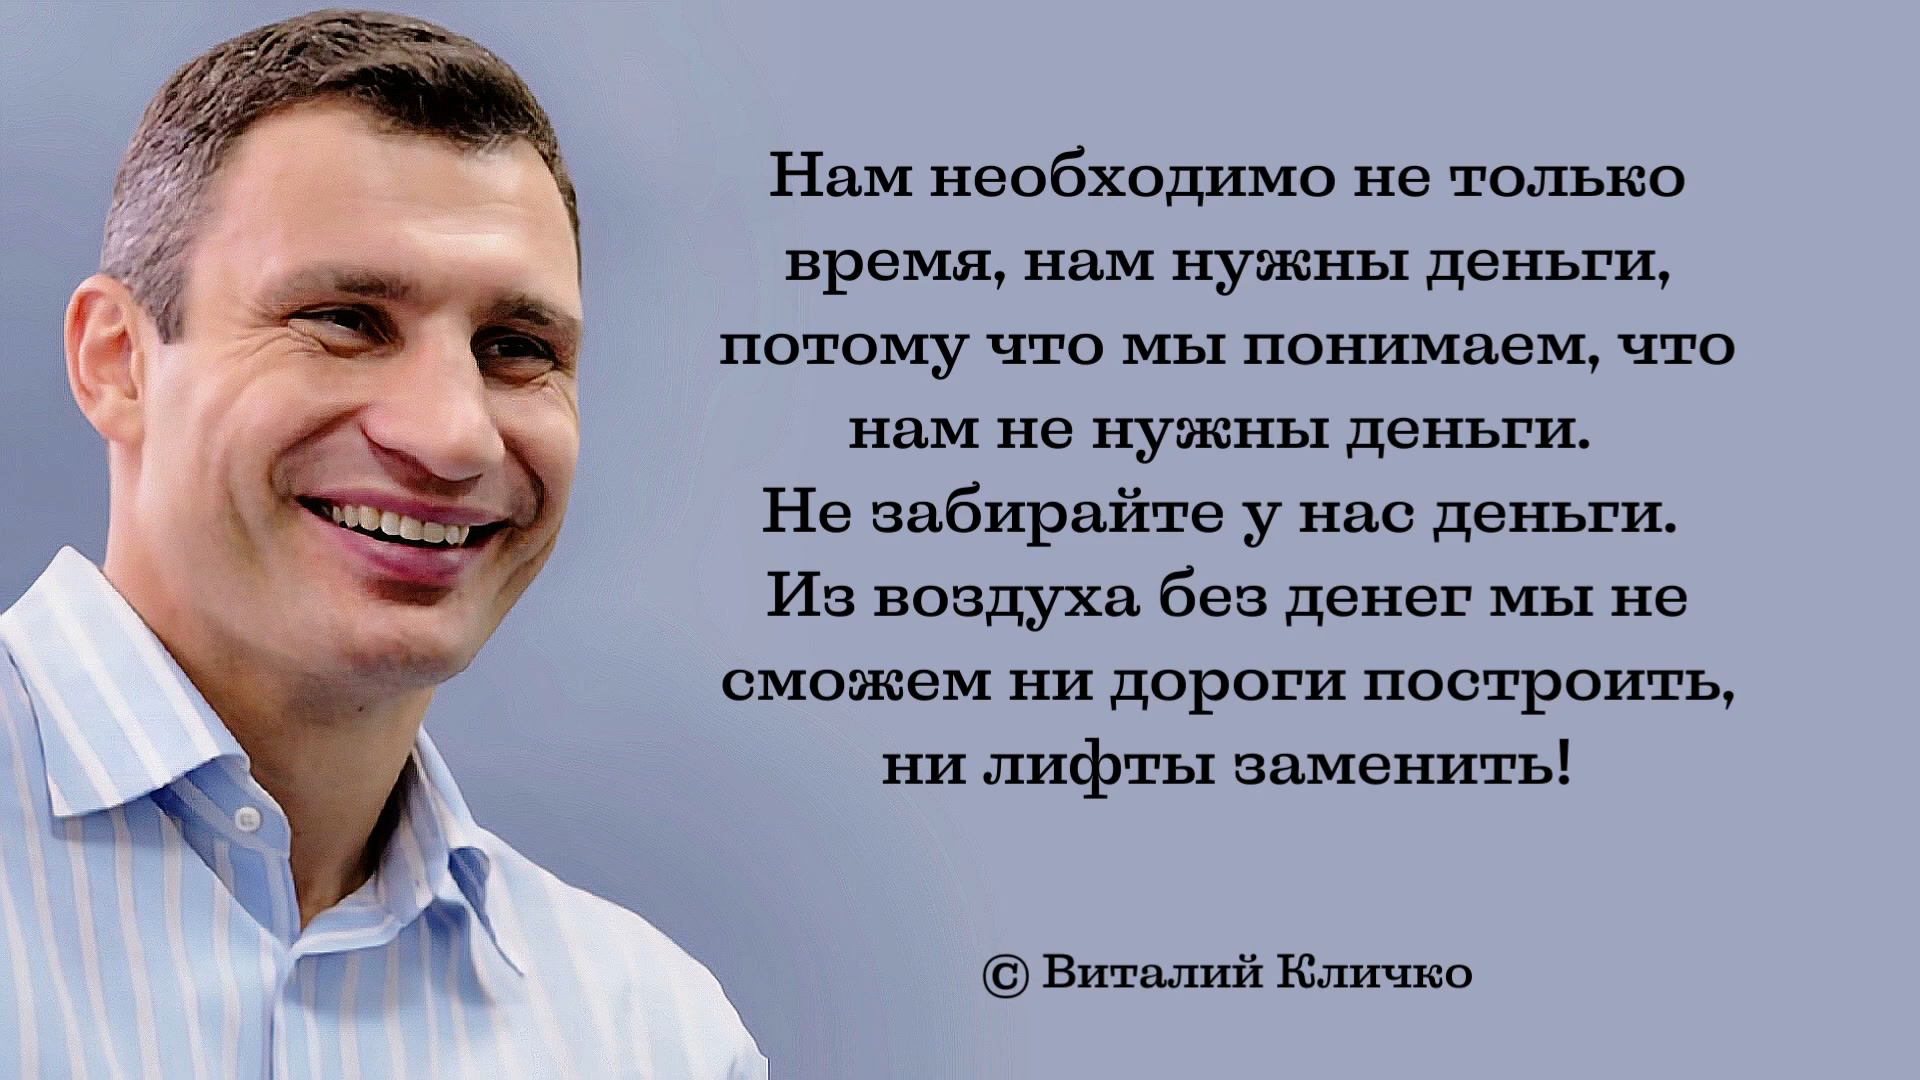 Нам необходимо не только
время, нам нужны деньги,
потому что мы понимаем, что
нам не нужны деньги.
Не забирайте у нас деньги.
Из воздуха без денег мы не
сможем ни дороги построить,
ни лифты заменить!
© Виталий Кличко